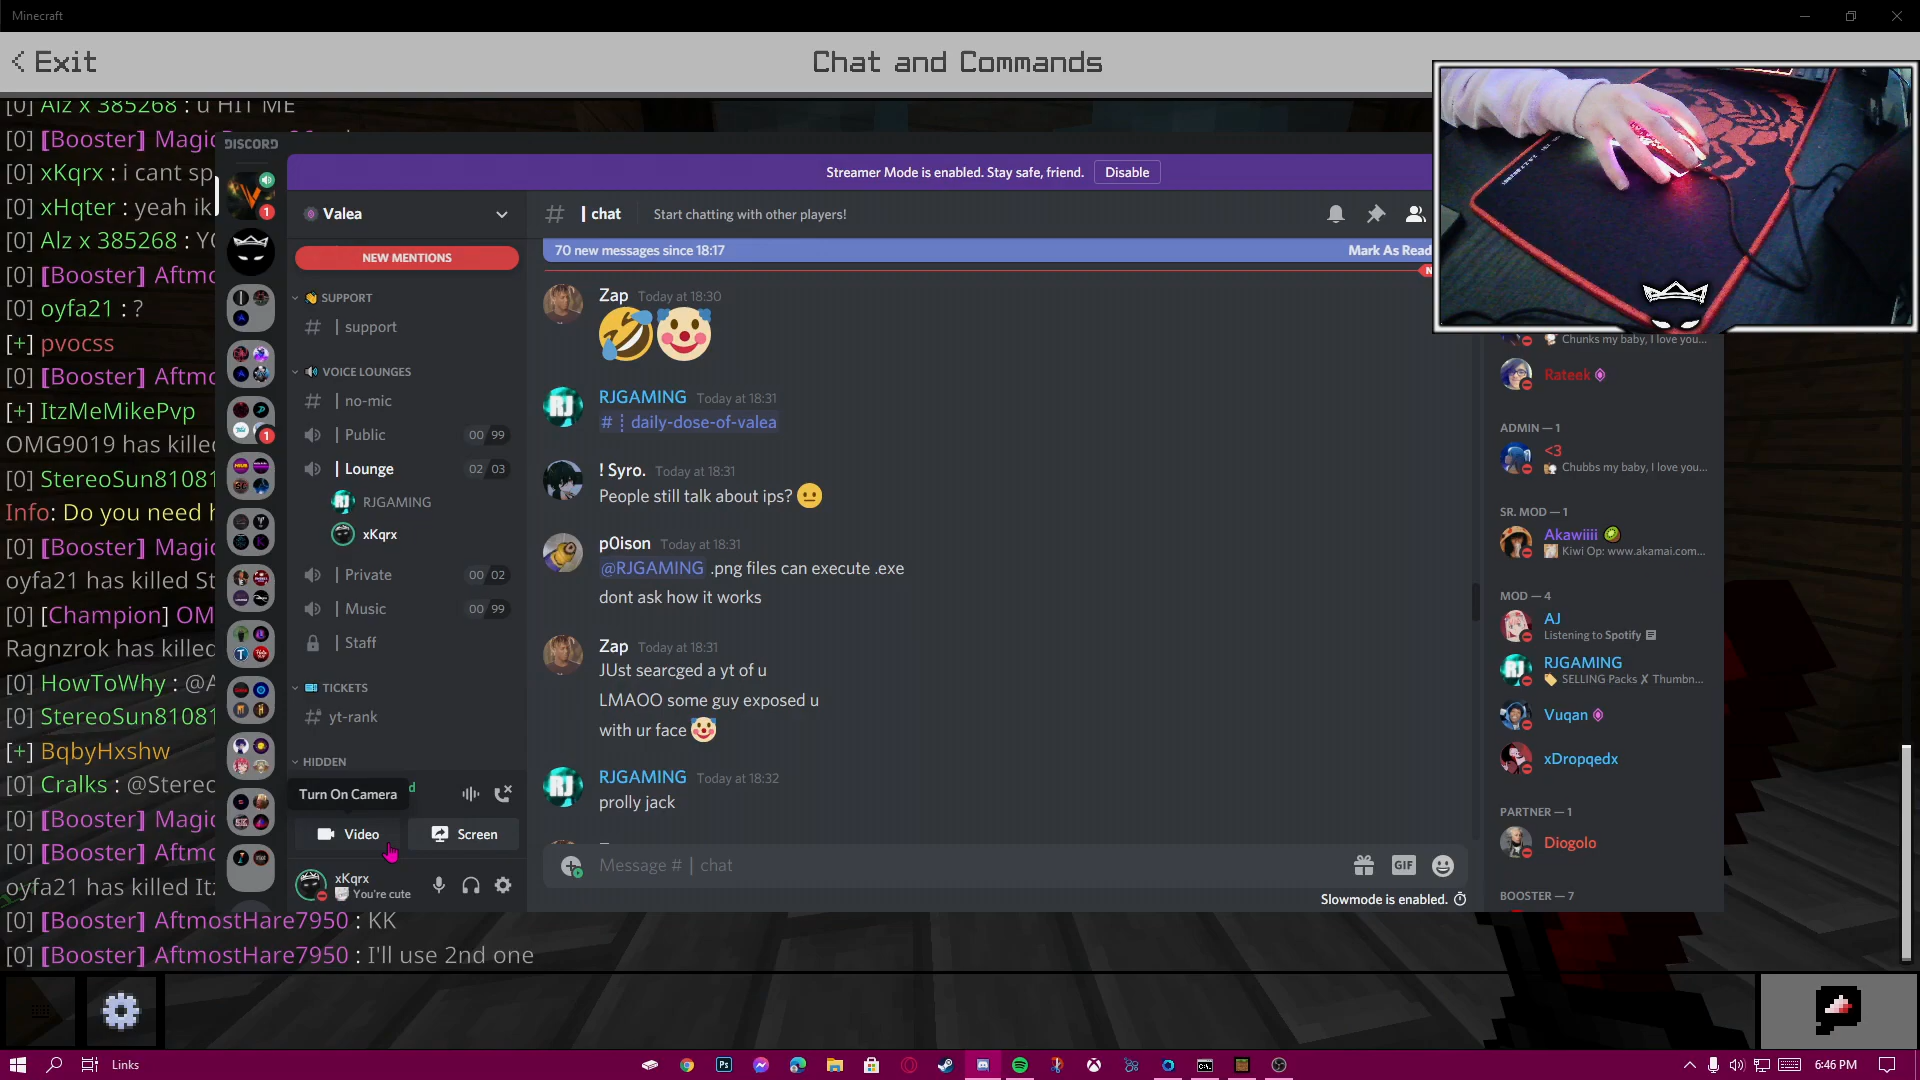 Minecraft
< Exit
Chat and Commands
[0] Alz x 385268 : u HIT ME
[0] [Booster] Magic
[0] xKqrx : i cant sp
[0] xHqter : yeah ik
[0] Alz x 385268 : YO
[0] [Booster] Aftmo
[0] oyfa21 : ?
[+] pvocss
[0] [Booster] Aftmo
[+] ItzMeMikePvp
OMG9019 has killed
[0] StereoSun81081
Info: Do you need h
[0] [Booster] Magic
oyfa21 has killed St
[0] [Champion] OM
Ragnzrok has killed
[0] HowToWhy : @A
[0] StereoSun81081
[+] BqbyHxshw
[0] Cralks : @Stereo
[0] [Booster] Magic
[0] [Booster] Aftmo
oyfa21 has killed Itz
[0] [Booster] AftmostHare7950 : KK
[0] [Booster] AftmostHare7950 : I'll use 2nd one
DISCORD
1
1
Streamer Mode is enabled. Stay safe, friend.
Disable
Valea
NEW MENTIONS
SUPPORT
# | support
VOICE LOUNGES
# | no-mic
| Public 00 99
| Lounge 02 03
RJGAMING
xKqrx
| Private 00 02
| Music 00 99
| Staff
TICKETS
# yt-rank
HIDDEN
Turn On Camera
Video
Screen
xKqrx
You're cute
# | chat
Start chatting with other players!
70 new messages since 18:17
Mark As Read
Zap Today at 18:30
RJGAMING Today at 18:31
# ┊ daily-dose-of-valea
! Syro. Today at 18:31
People still talk about ips?
p0ison Today at 18:31
@RJGAMING .png files can execute .exe
dont ask how it works
Zap Today at 18:31
JUst searcged a yt of u
LMAOO some guy exposed u
with ur face
RJGAMING Today at 18:32
prolly jack
Message # | chat
GIF
Slowmode is enabled.
Chunks my baby, I love you...
Rateek
ADMIN — 1
<3
Chubbs my baby, I love you...
SR. MOD — 1
Akawiiii
Kiwi Op: www.akamai.com...
MOD — 4
AJ
Listening to Spotify
RJGAMING
SELLING Packs X Thumbn...
Vuqan
xDropqedx
PARTNER — 1
Diogolo
BOOSTER — 7
Links
6:46 PM